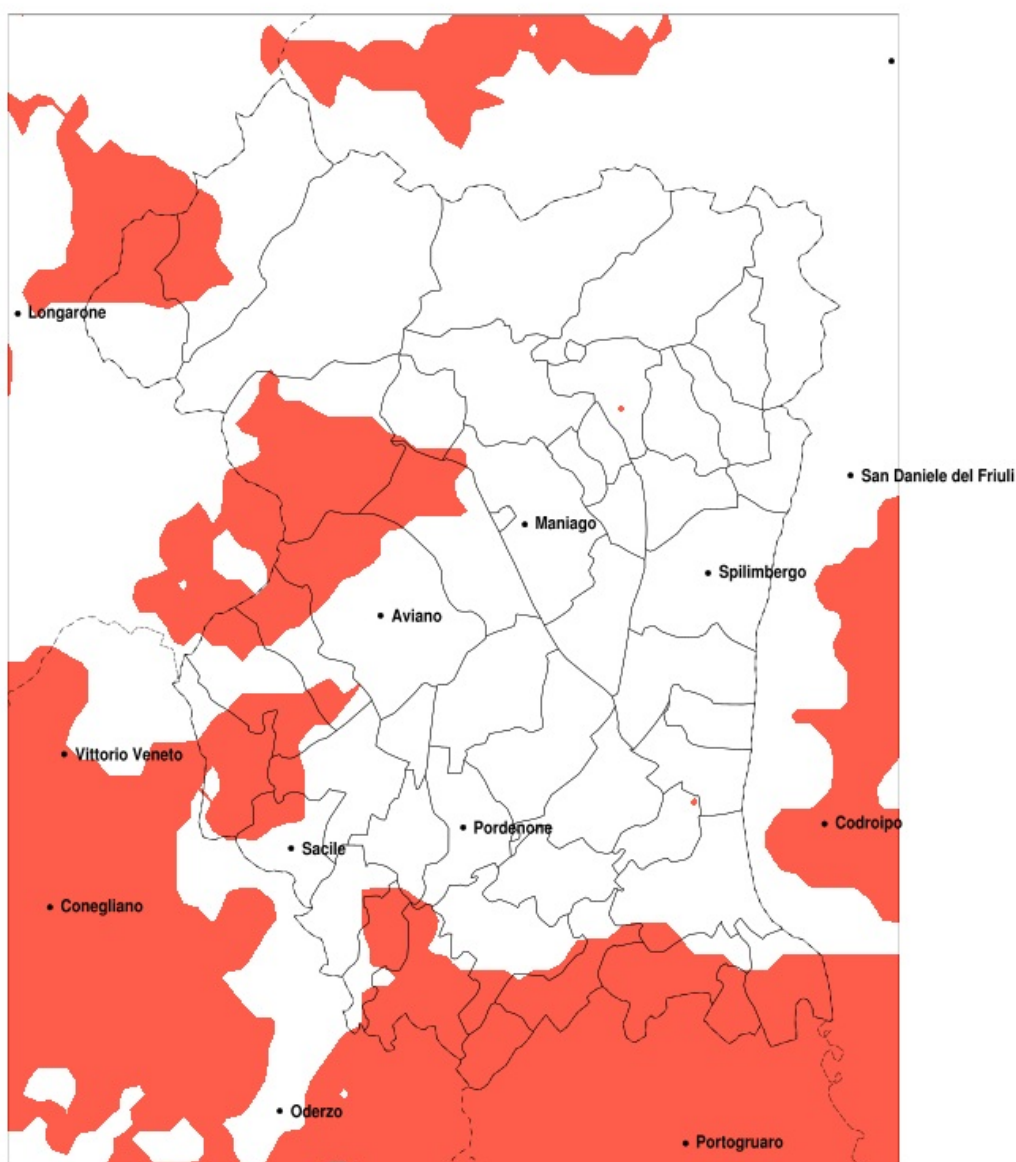 Longarone
San Daniele del Friuli
Maniago
Spilimbergo
Aviano
Vittorio Veneto
Codroipo
Pordenone
Sacile
Conegliano
Oderzo
Portogruaro